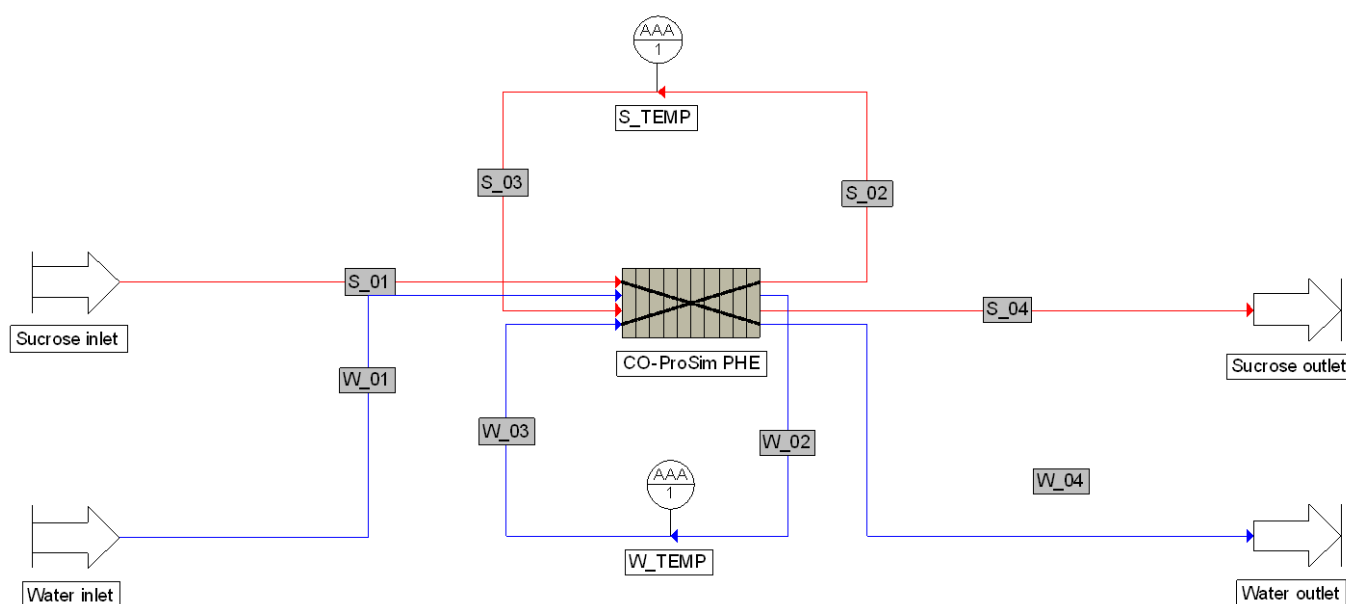 AAA
1
S_TEMP
S_03
S_02
S_01
Sucrose inlet
S_04
CO-ProSim PHE
Sucrose outlet
W_01
W_03
W_02
AAA
1
W_04
W_TEMP
Water inlet
Water outlet